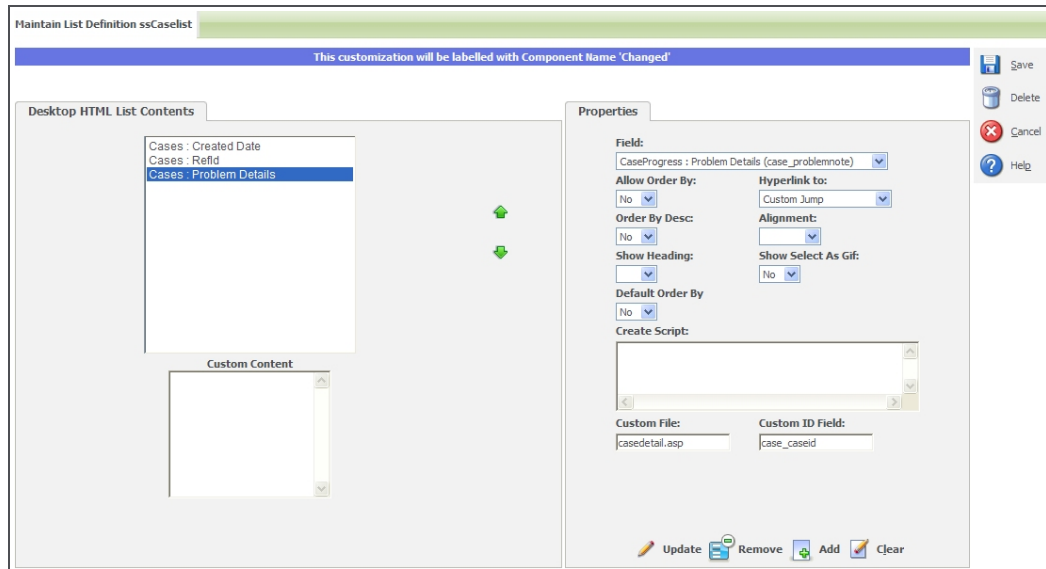 Maintain List Definition ssCaselist
This customization will be labelled with Component Name 'Changed'
Save
Delete
Cancel
Help
Desktop HTML List Contents
Cases : Created Date
Cases : RefId
Cases : Problem Details
Custom Content
Properties
Field:
CaseProgress : Problem Details (case_problemnote)
Allow Order By: Hyperlink to:
No Custom Jump
Order By Desc: Alignment:
No
Show Heading: Show Select As Gif:
No
Default Order By
No
Create Script:
Custom File: Custom ID Field:
casedetail.asp case_caseid
Update Remove Add Clear